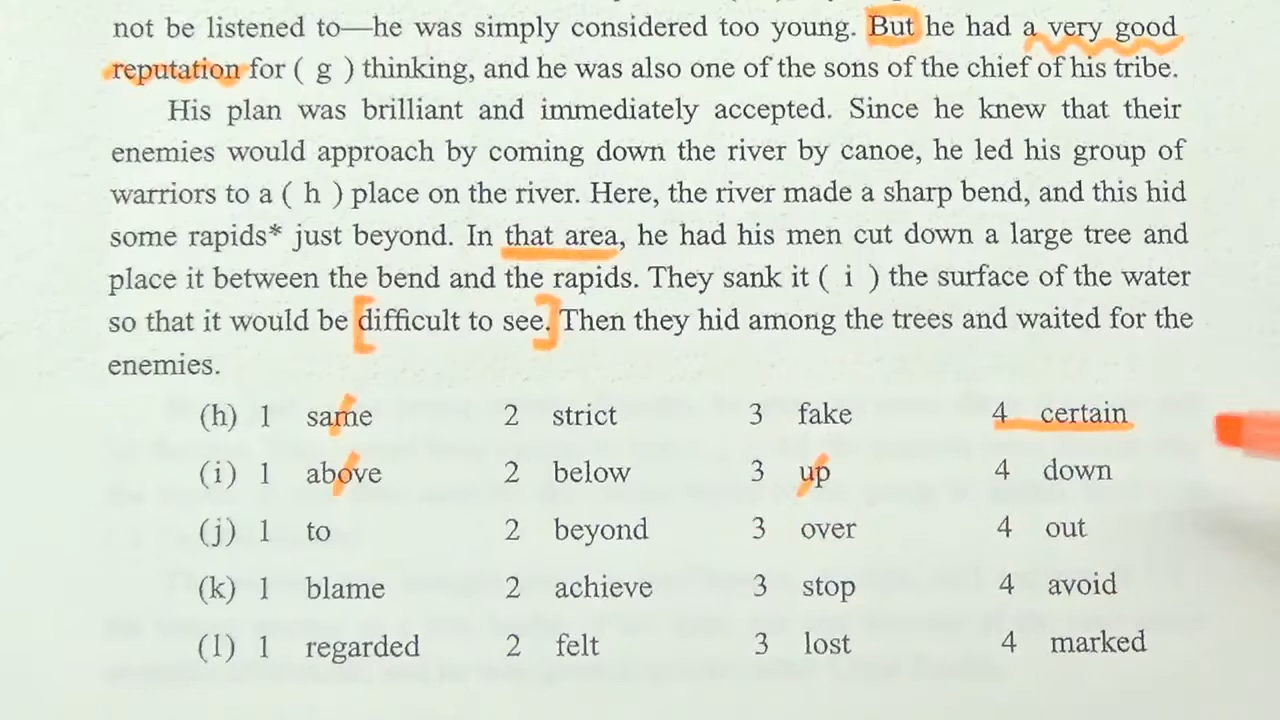 not be listened to—he was simply considered too young. But he had a very good
reputation for ( g ) thinking, and he was also one of the sons of the chief of his tribe.
His plan was brilliant and immediately accepted. Since he knew that their
enemies would approach by coming down the river by canoe, he led his group of
warriors to a ( h ) place on the river. Here, the river made a sharp bend, and this hid
some rapids* just beyond. In that area, he had his men cut down a large tree and
place it between the bend and the rapids. They sank it ( i ) the surface of the water
so that it would be difficult to see. Then they hid among the trees and waited for the
enemies.
(h) 1 same 2 strict 3 fake 4 certain
(i) 1 above 2 below 3 up 4 down
(j) 1 to 2 beyond 3 over 4 out
(k) 1 blame 2 achieve 3 stop 4 avoid
(l) 1 regarded 2 felt 3 lost 4 marked